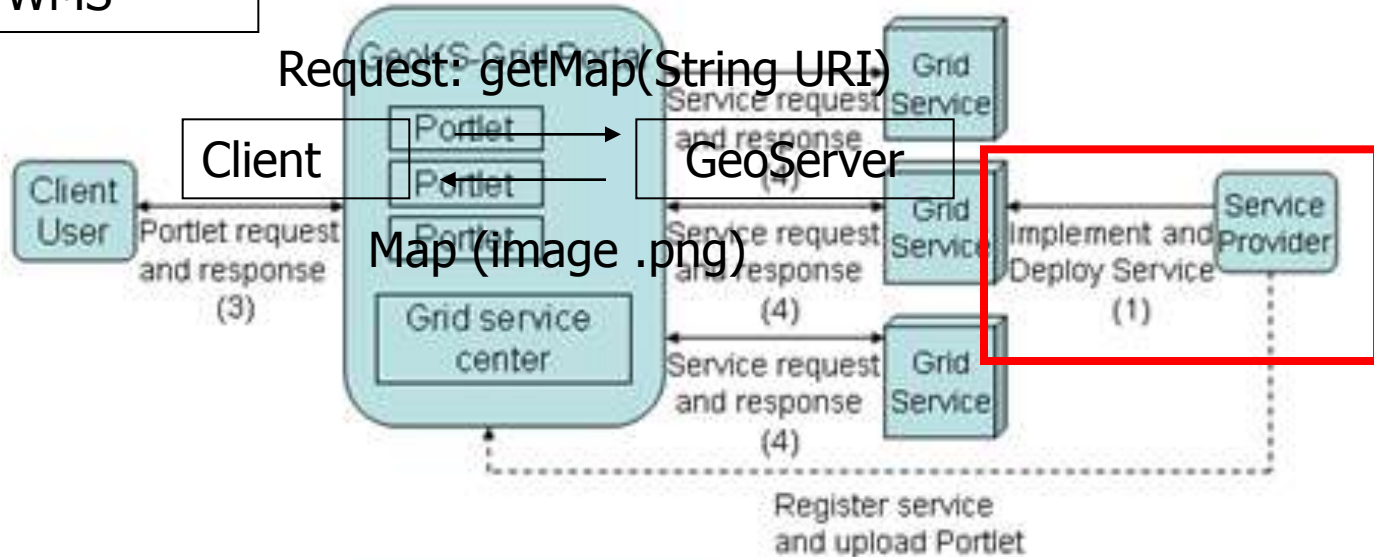 WMS
GeoKS-Grid Portal
Request: getMap(String URI)
Portlet
Portlet
Portlet
Client
GeoServer
Map (image .png)
Grid service
center
Client
User
Portlet request
and response
(3)
Service request
and response
(4)
Grid
Service
Service request
and response
(4)
Grid
Service
Service request
and response
(4)
Grid
Service
Implement and
Deploy Service
(1)
Service
Provider
Register service
and upload Portlet